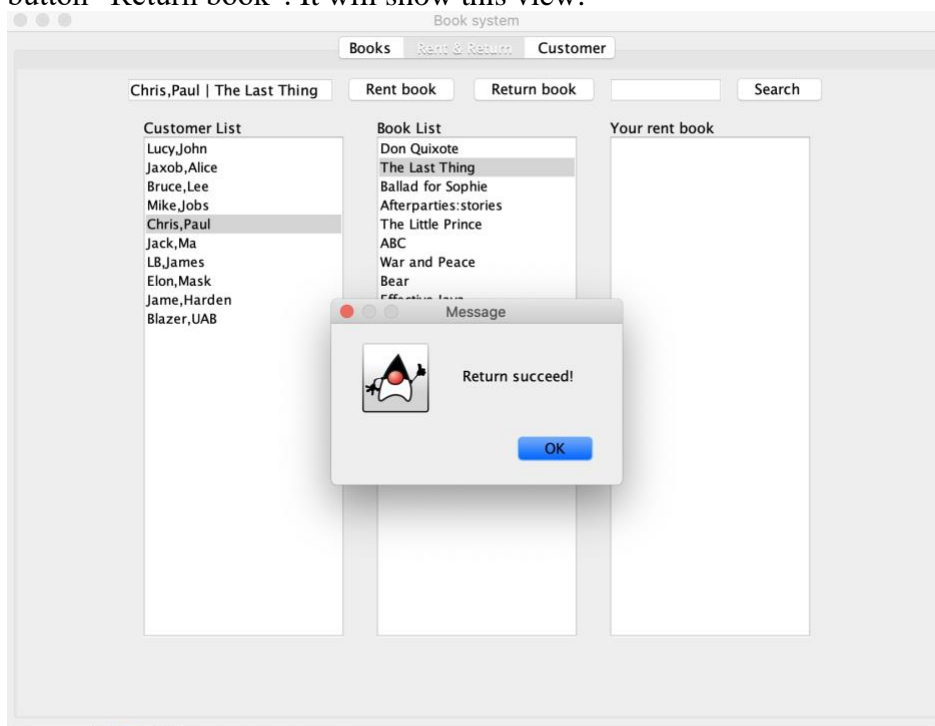 button "Return book". It will show this view:
Book system
Books Rent & Return Customer
Chris,Paul | The Last Thing Rent book Return book Search
Customer List
Lucy,John
Jaxob,Alice
Bruce,Lee
Mike,Jobs
Chris,Paul
Jack,Ma
LB,James
Elon,Mask
Jame,Harden
Blazer,UAB
Book List
Don Quixote
The Last Thing
Ballad for Sophie
Afterparties:stories
The Little Prince
ABC
War and Peace
Bear
Your rent book
Message
Return succeed!
OK